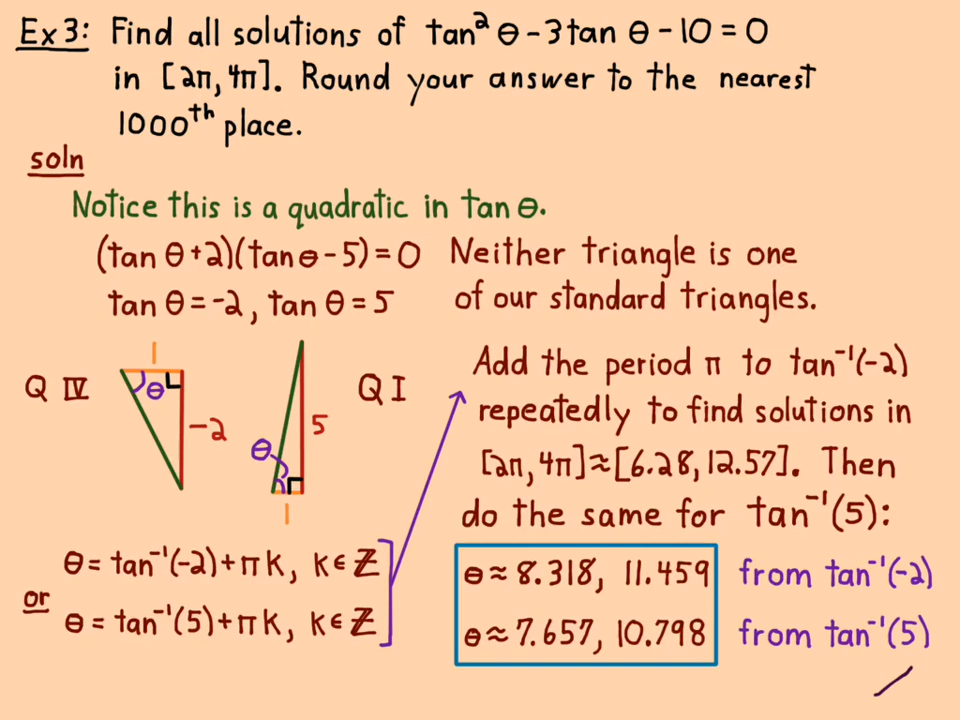 Ex 3: Find all solutions of tan² θ - 3 tan θ - 10 = 0
in [2π, 4π]. Round your answer to the nearest
1000th place.
soln
Notice this is a quadratic in tan θ.
(tan θ + 2)(tan θ - 5) = 0
tan θ = -2, tan θ = 5
Neither triangle is one
of our standard triangles.
Q IV
1
θ
-2
θ
5
1
Q I
Add the period π to tan⁻¹(-2)
repeatedly to find solutions in
[2π, 4π] ≈ [6.28, 12.57]. Then
do the same for tan⁻¹(5):
θ = tan⁻¹(-2) + πk, k ∈ ℤ
or
θ = tan⁻¹(5) + πk, k ∈ ℤ
θ ≈ 8.318, 11.459 from tan⁻¹(-2)
θ ≈ 7.657, 10.798 from tan⁻¹(5)